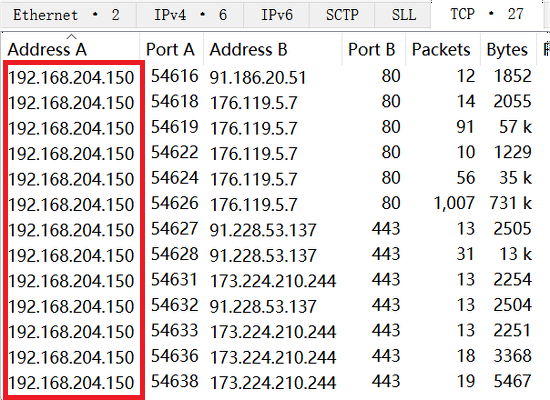 Ethernet · 2 IPv4 · 6 IPv6 SCTP SLL TCP · 27
Address A Port A Address B Port B Packets Bytes
192.168.204.150 54616 91.186.20.51 80 12 1852
192.168.204.150 54618 176.119.5.7 80 14 2055
192.168.204.150 54619 176.119.5.7 80 91 57 k
192.168.204.150 54622 176.119.5.7 80 10 1229
192.168.204.150 54624 176.119.5.7 80 56 35 k
192.168.204.150 54626 176.119.5.7 80 1,007 731 k
192.168.204.150 54627 91.228.53.137 443 13 2505
192.168.204.150 54628 91.228.53.137 443 31 13 k
192.168.204.150 54631 173.224.210.244 443 13 2254
192.168.204.150 54632 91.228.53.137 443 13 2504
192.168.204.150 54633 173.224.210.244 443 13 2251
192.168.204.150 54636 173.224.210.244 443 18 3368
192.168.204.150 54638 173.224.210.244 443 19 5467